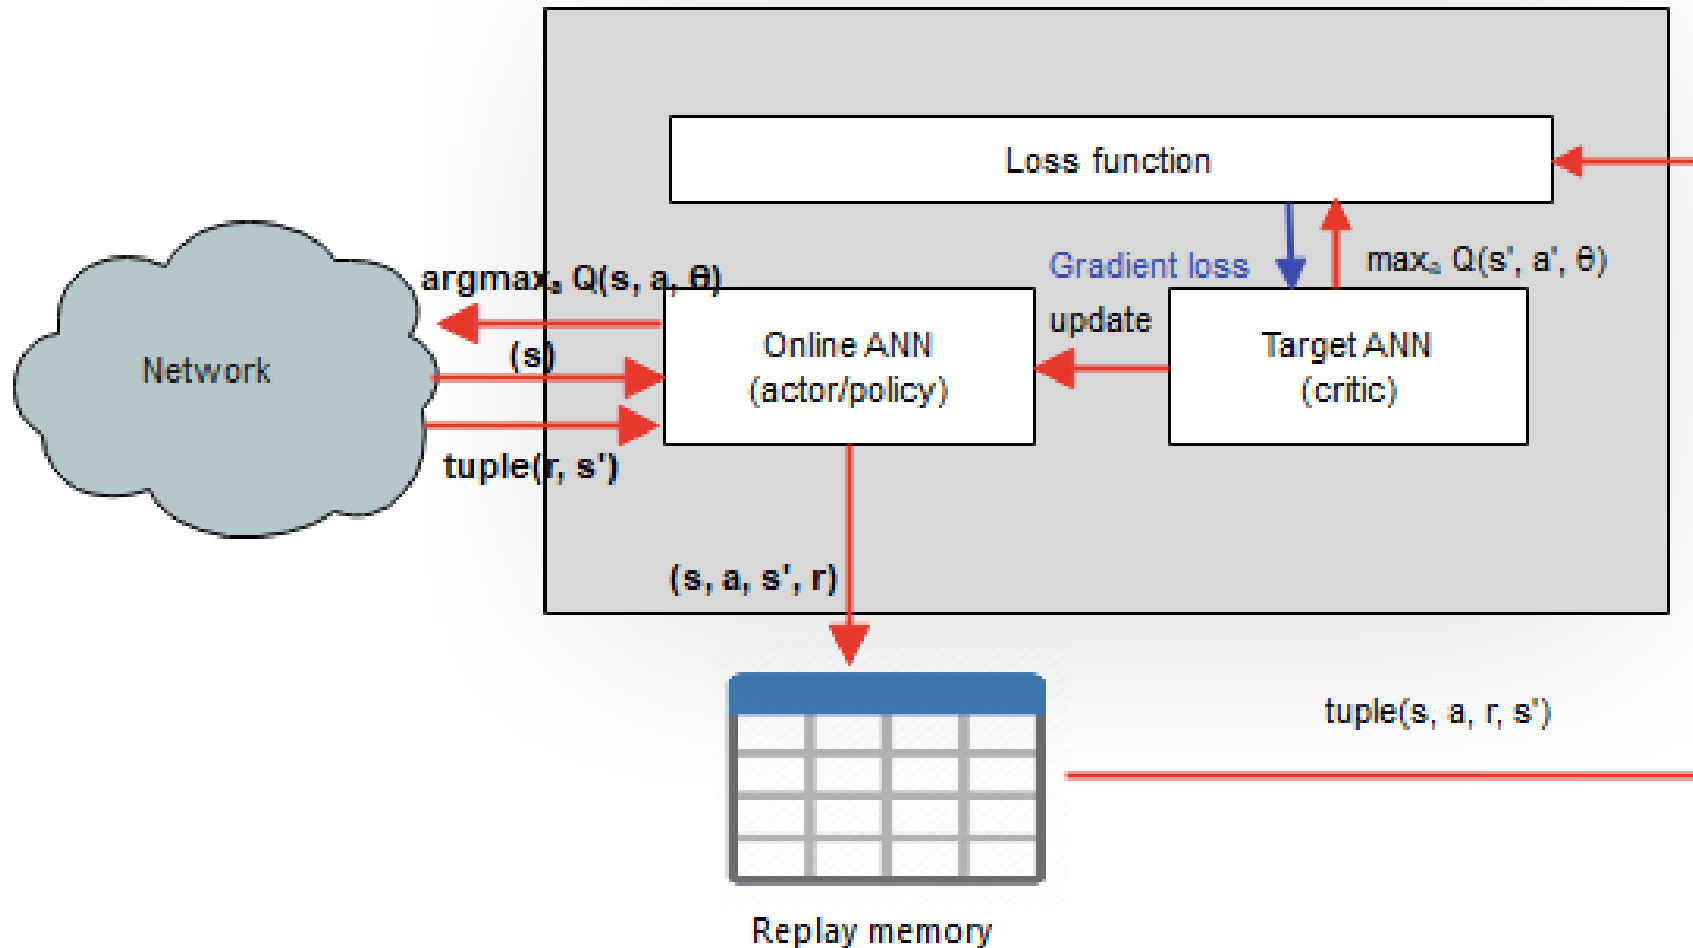 Loss function
Gradient loss
maxₐ Q(s', a', θ)
argmaxₐ Q(s, a, θ)
update
(s)
Online ANN
(actor/policy)
Target ANN
(critic)
Network
tuple(r, s')
(s, a, s', r)
tuple(s, a, r, s')
Replay memory